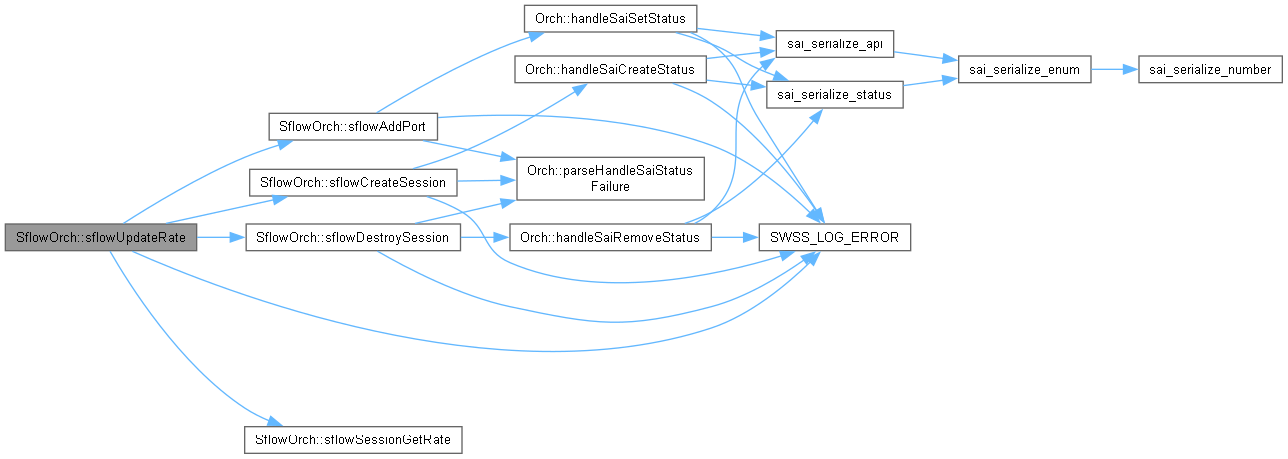 Orch::handleSaiSetStatus
sai_serialize_api
Orch::handleSaiCreateStatus
sai_serialize_enum
sai_serialize_number
sai_serialize_status
SflowOrch::sflowAddPort
Orch::parseHandleSaiStatus
Failure
SflowOrch::sflowCreateSession
SflowOrch::sflowUpdateRate
SflowOrch::sflowDestroySession
Orch::handleSaiRemoveStatus
SWSS_LOG_ERROR
SflowOrch::sflowSessionGetRate